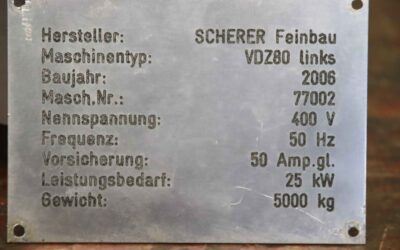 Hersteller: SCHERER Feinbau
Maschinentyp: VDZ80 links
Baujahr: 2006
Masch.Nr.: 77002
Nennspannung: 400 V
Frequenz: 50 Hz
Vorsicherung: 50 Amp.gl.
Leistungsbedarf: 25 kW
Gewicht: 5000 kg